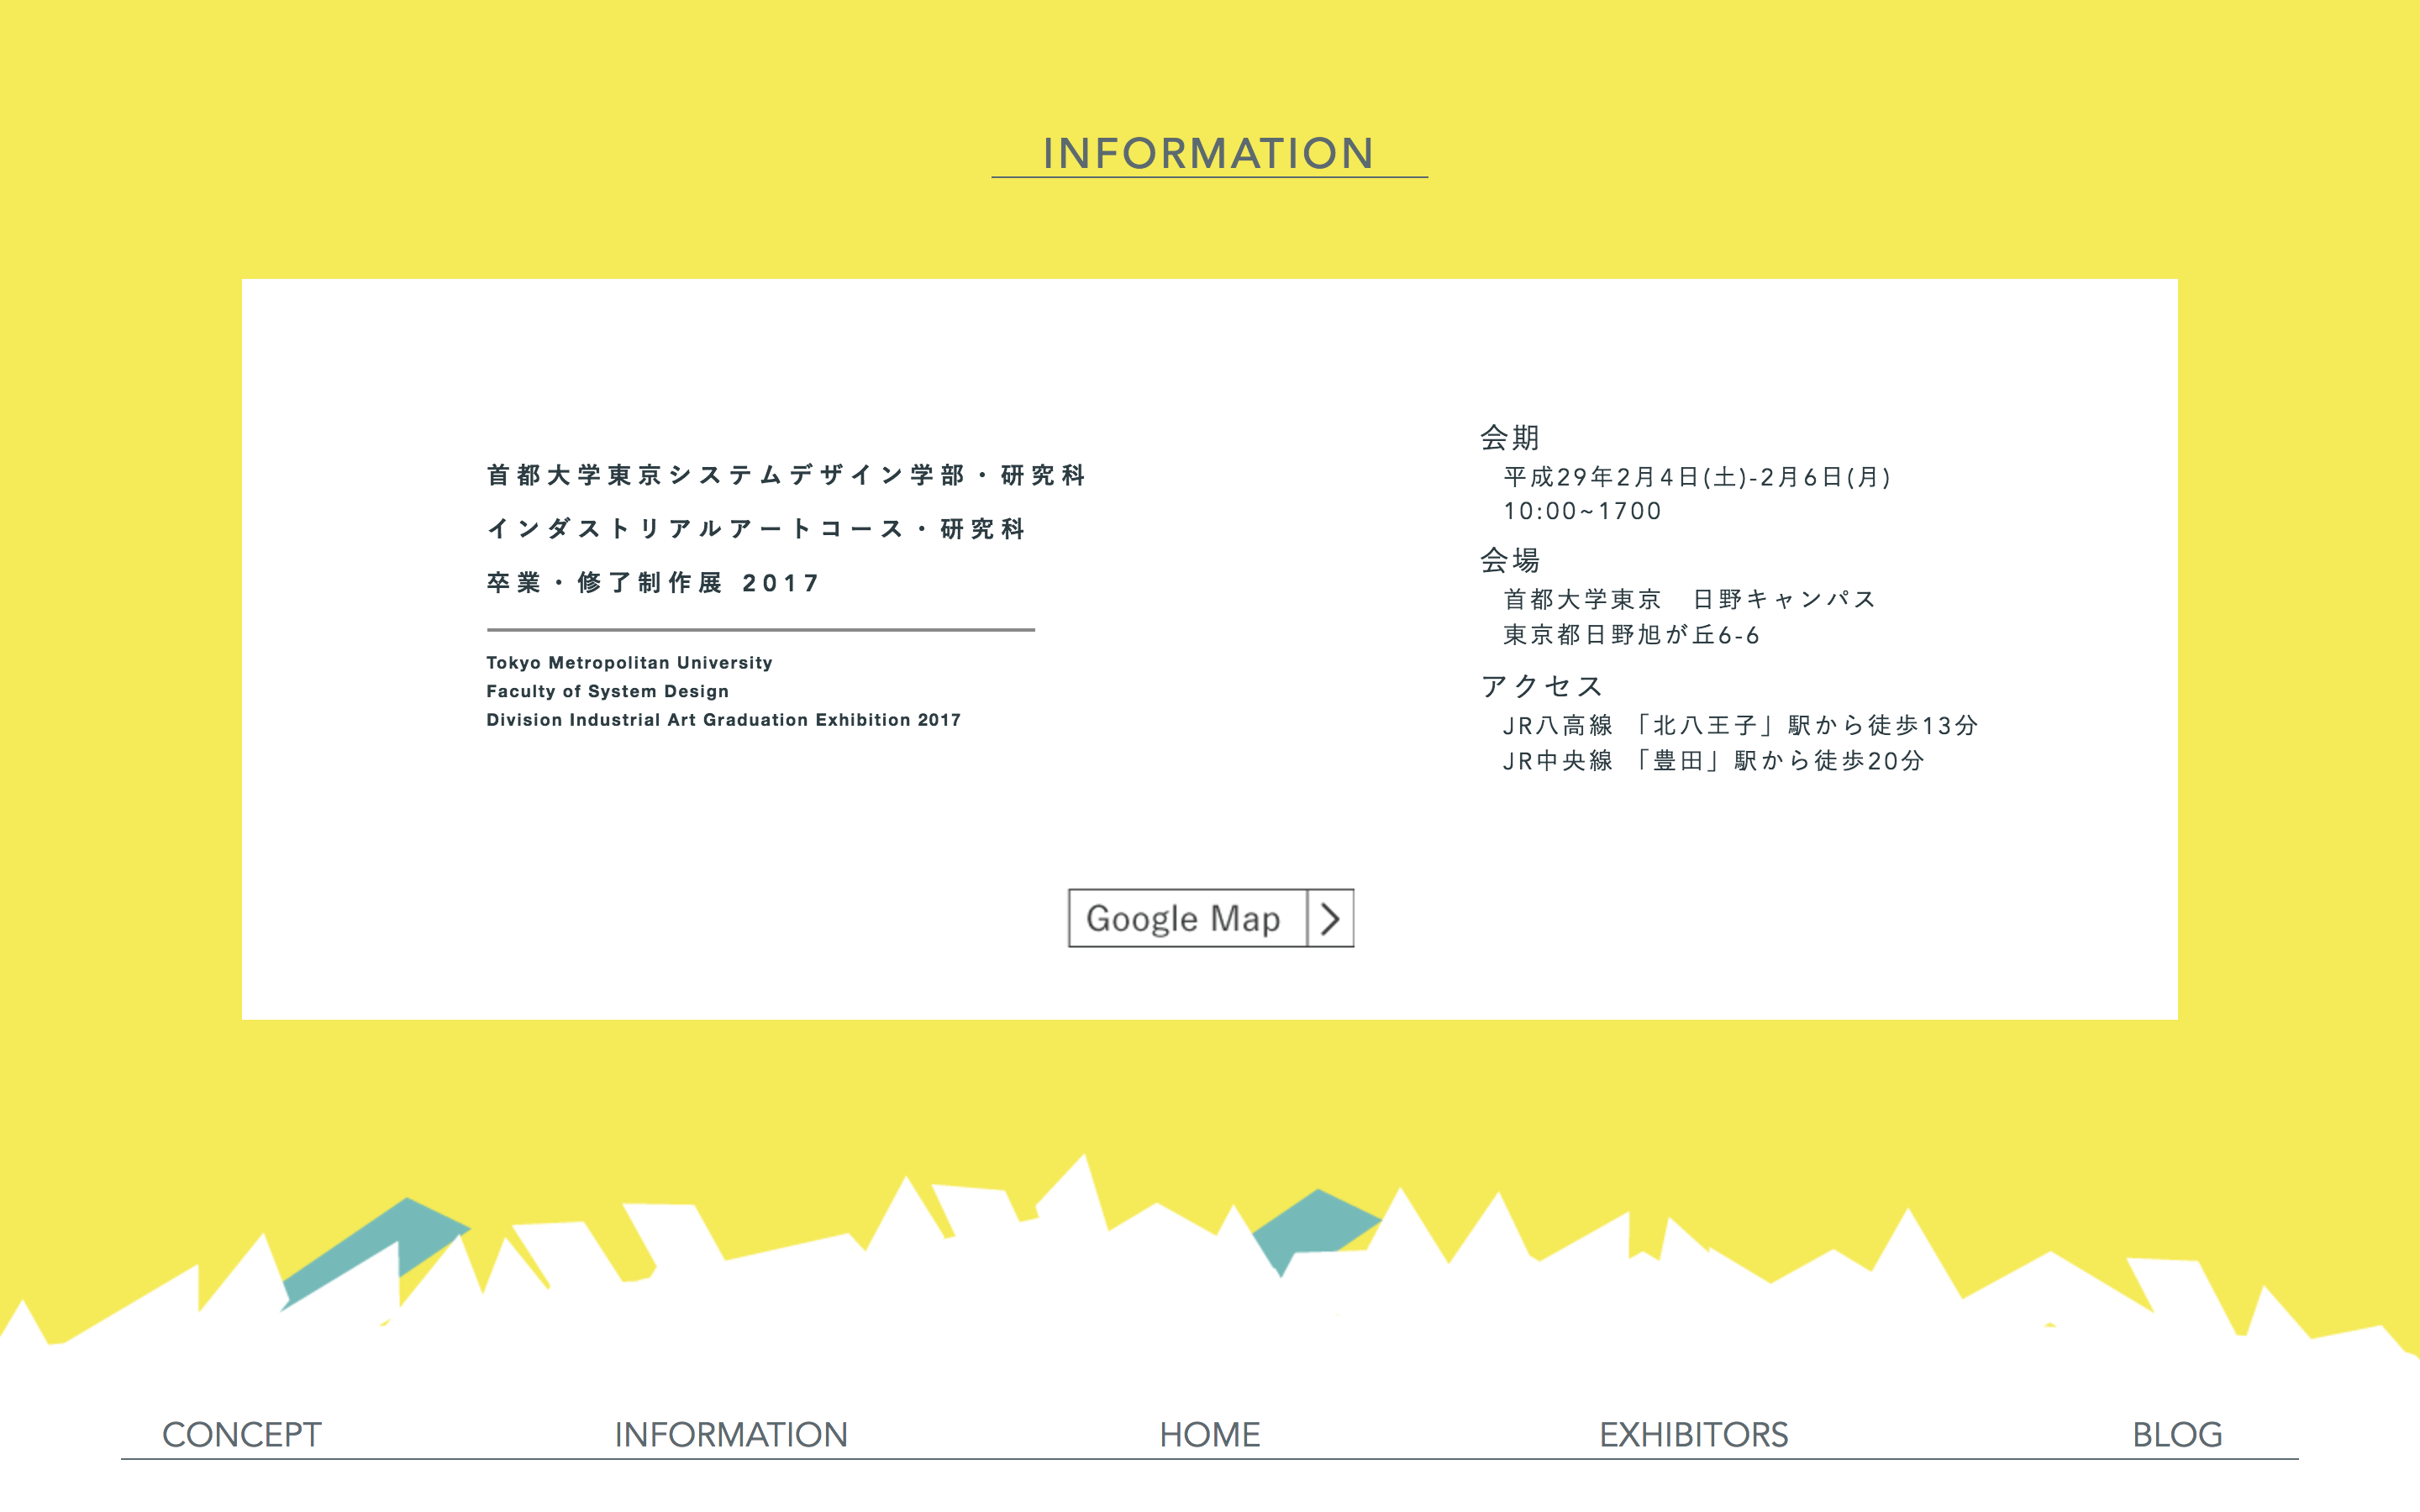 INFORMATION
首都大学東京システムデザイン学部・研究科
インダストリアルアートコース・研究科
卒業・修了制作展 2017
Tokyo Metropolitan University
Faculty of System Design
Division Industrial Art Graduation Exhibition 2017
会期
平成29年2月4日(土)-2月6日(月)
10:00~1700
会場
首都大学東京　日野キャンパス
東京都日野旭が丘6-6
アクセス
JR八高線 「北八王子」駅から徒歩13分
JR中央線 「豊田」駅から徒歩20分
Google Map
CONCEPT
INFORMATION
HOME
EXHIBITORS
BLOG